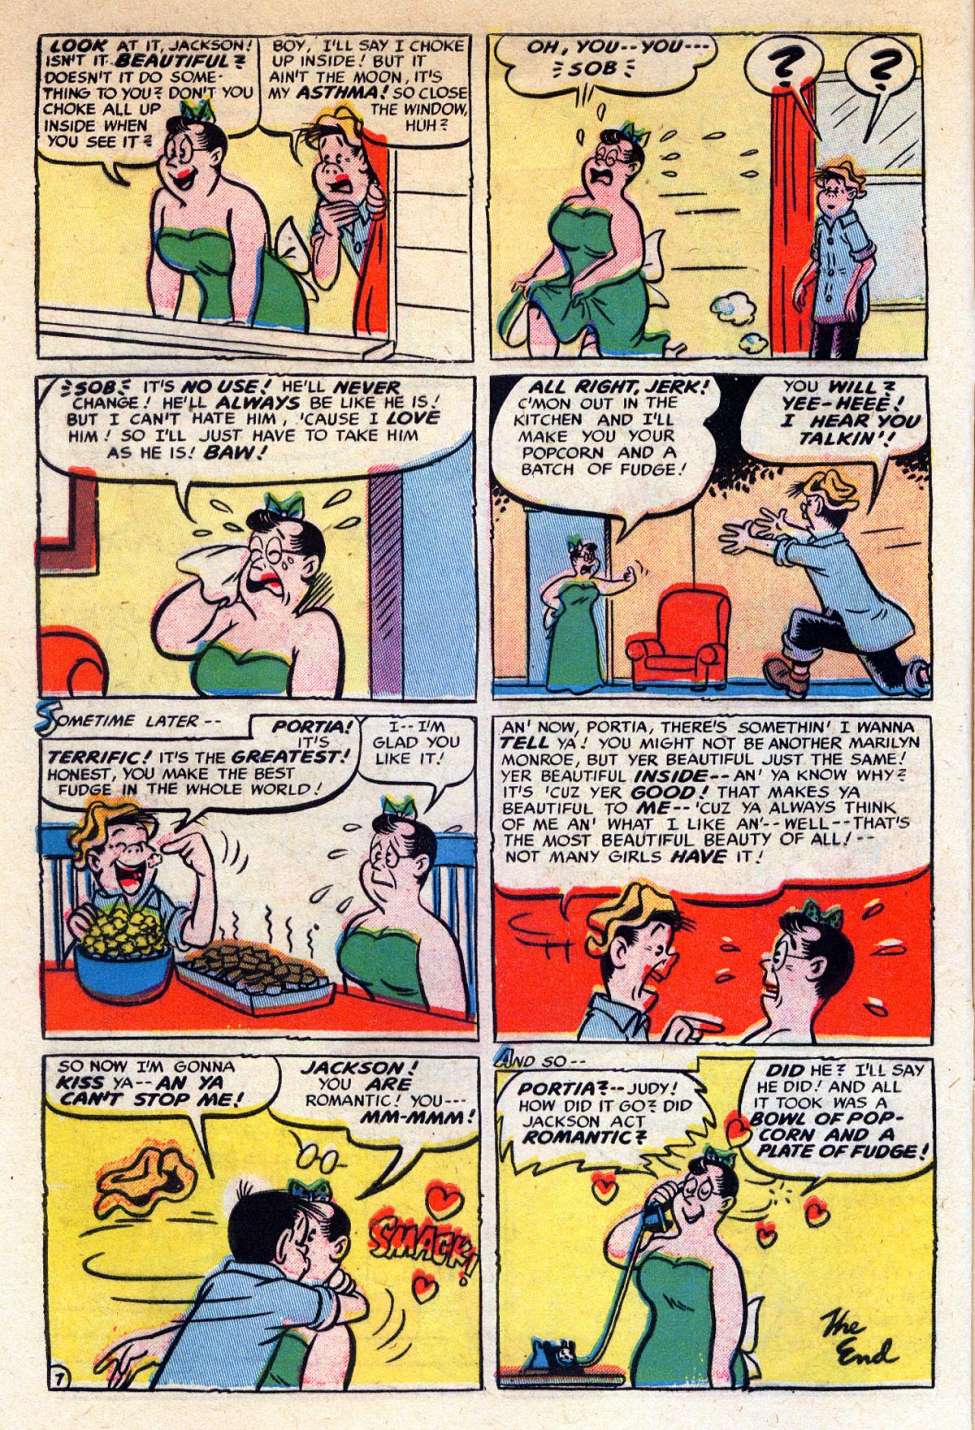 LOOK AT IT, JACKSON!
ISN'T IT BEAUTIFUL?
DOESN'T IT DO SOME-
THING TO YOU? DON'T YOU
CHOKE ALL UP
INSIDE WHEN
YOU SEE IT?
BOY, I'LL SAY I CHOKE
UP INSIDE! BUT IT
AIN'T THE MOON, IT'S
MY ASTHMA! SO CLOSE
THE WINDOW,
HUH?
OH, YOU--YOU---
SOB
?
?
SOB IT'S NO USE! HE'LL NEVER
CHANGE! HE'LL ALWAYS BE LIKE HE IS!
BUT I CAN'T HATE HIM, 'CAUSE I LOVE
HIM! SO I'LL JUST HAVE TO TAKE HIM
AS HE IS! BAW!
ALL RIGHT, JERK!
C'MON OUT IN THE
KITCHEN AND I'LL
MAKE YOU YOUR
POPCORN AND A
BATCH OF FUDGE!
YOU WILL?
YEE-HEEE!
I HEAR YOU
TALKIN'!
SOMETIME LATER--
PORTIA!
IT'S
TERRIFIC! IT'S THE GREATEST!
HONEST, YOU MAKE THE BEST
FUDGE IN THE WHOLE WORLD!
I--I'M
GLAD YOU
LIKE IT!
AN' NOW, PORTIA, THERE'S SOMETHIN' I WANNA
TELL YA! YOU MIGHT NOT BE ANOTHER MARILYN
MONROE, BUT YER BEAUTIFUL JUST THE SAME!
YER BEAUTIFUL INSIDE--AN' YA KNOW WHY?
IT'S 'CUZ YER GOOD! THAT MAKES YA
BEAUTIFUL TO ME--'CUZ YA ALWAYS THINK
OF ME AN' WHAT I LIKE AN'--WELL--THAT'S
THE MOST BEAUTIFUL BEAUTY OF ALL!--
NOT MANY GIRLS HAVE IT!
SO NOW I'M GONNA
KISS YA--AN YA
CAN'T STOP ME!
JACKSON!
YOU ARE
ROMANTIC! YOU---
MM-MMM!
SMACK!
7
AND SO--
PORTIA?--JUDY!
HOW DID IT GO? DID
JACKSON ACT
ROMANTIC?
DID HE? I'LL SAY
HE DID! AND ALL
IT TOOK WAS A
BOWL OF POP-
CORN AND A
PLATE OF FUDGE!
The
End